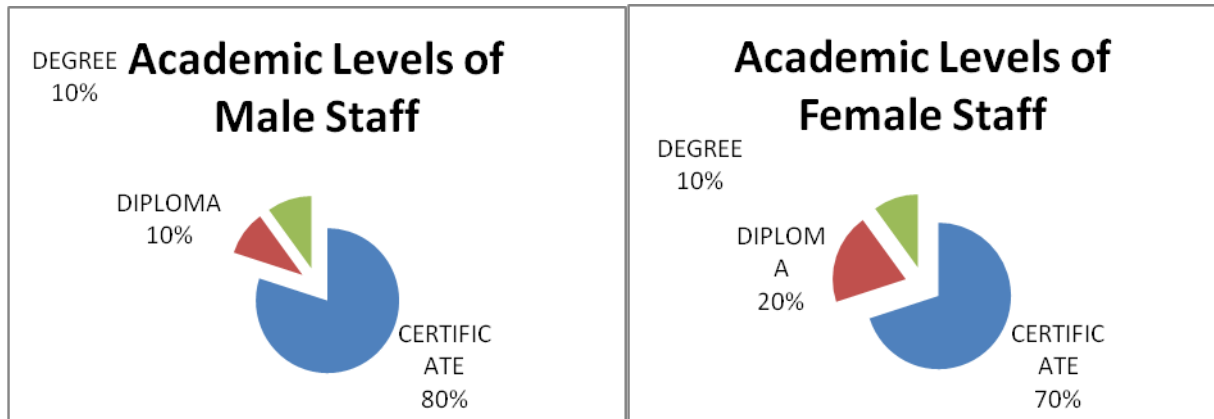 Academic Levels of
Male Staff
DEGREE
10%
DIPLOMA
10%
CERTIFIC
ATE
80%
Academic Levels of
Female Staff
DEGREE
10%
DIPLOM
A
20%
CERTIFIC
ATE
70%